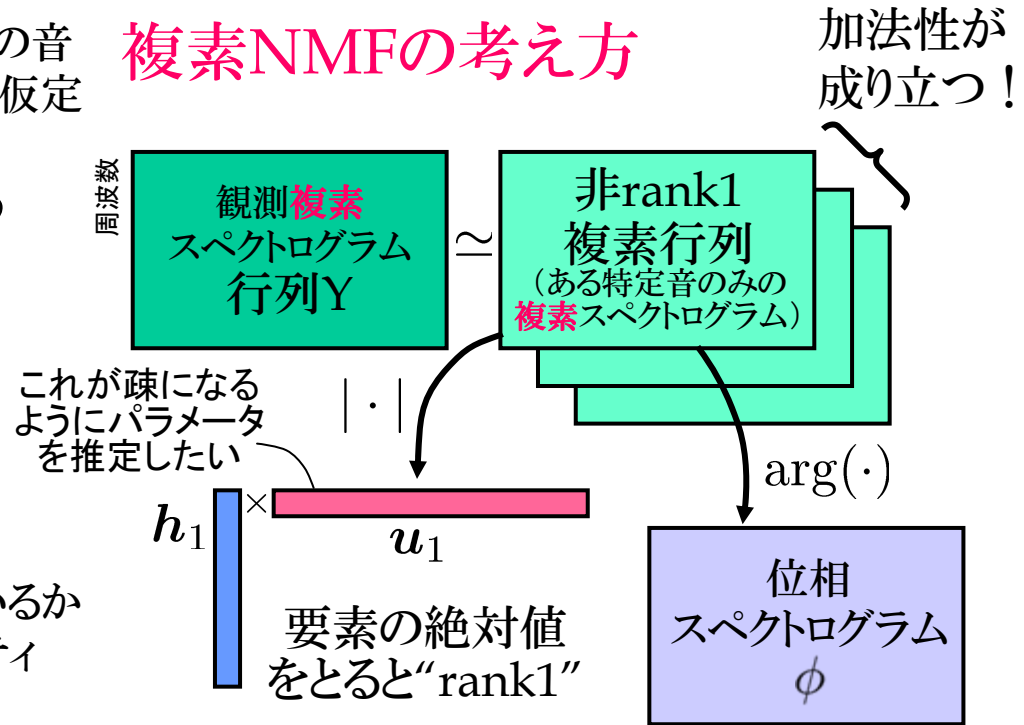 の音
仮定
複素NMFの考え方
加法性が
成り立つ！
周波数
観測複素
スペクトログラム
行列Y
≃
非rank1
複素行列
（ある特定音のみの
複素スペクトログラム）
これが疎になる
ようにパラメータ
を推定したい
|·|
arg(·)
h₁
×
u₁
いるか
ティ
要素の絶対値
をとると“rank1”
位相
スペクトログラム
ϕ